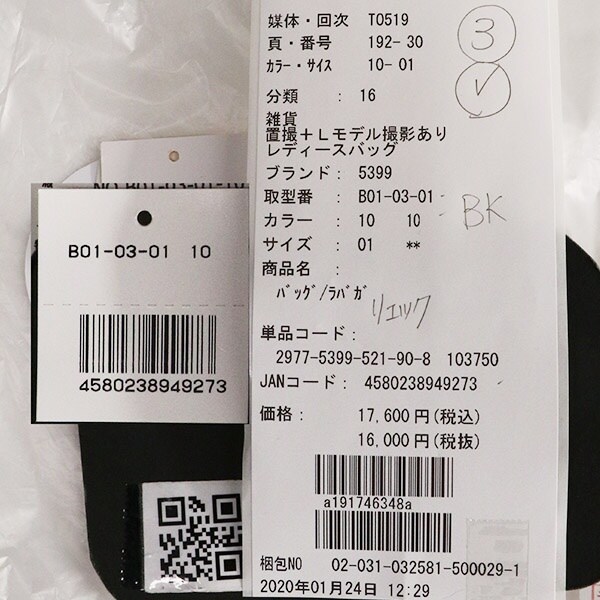 媒体・回次 T0519
頁・番号 192-30
ｶﾗｰ・ｻｲｽﾞ 10-01
③
✓
分類 : 16
雑貨
置撮+Lモデル撮影あり
レディースバッグ
ブランド : 5399
取型番 : B01-03-01
カラー : 10 10
BK
サイズ : 01 **
商品名 :
ﾊﾞｯｸﾞ/ﾗﾊﾞｶﾞ
リュック
単品コード :
2977-5399-521-90-8 103750
JANコード : 4580238949273
価格 : 17,600円(税込)
16,000円(税抜)
a191746348a
梱包NO 02-031-032581-500029-1
2020年01月24日 12:29
NO.B01-03-01-10
B01-03-01 10
4580238949273